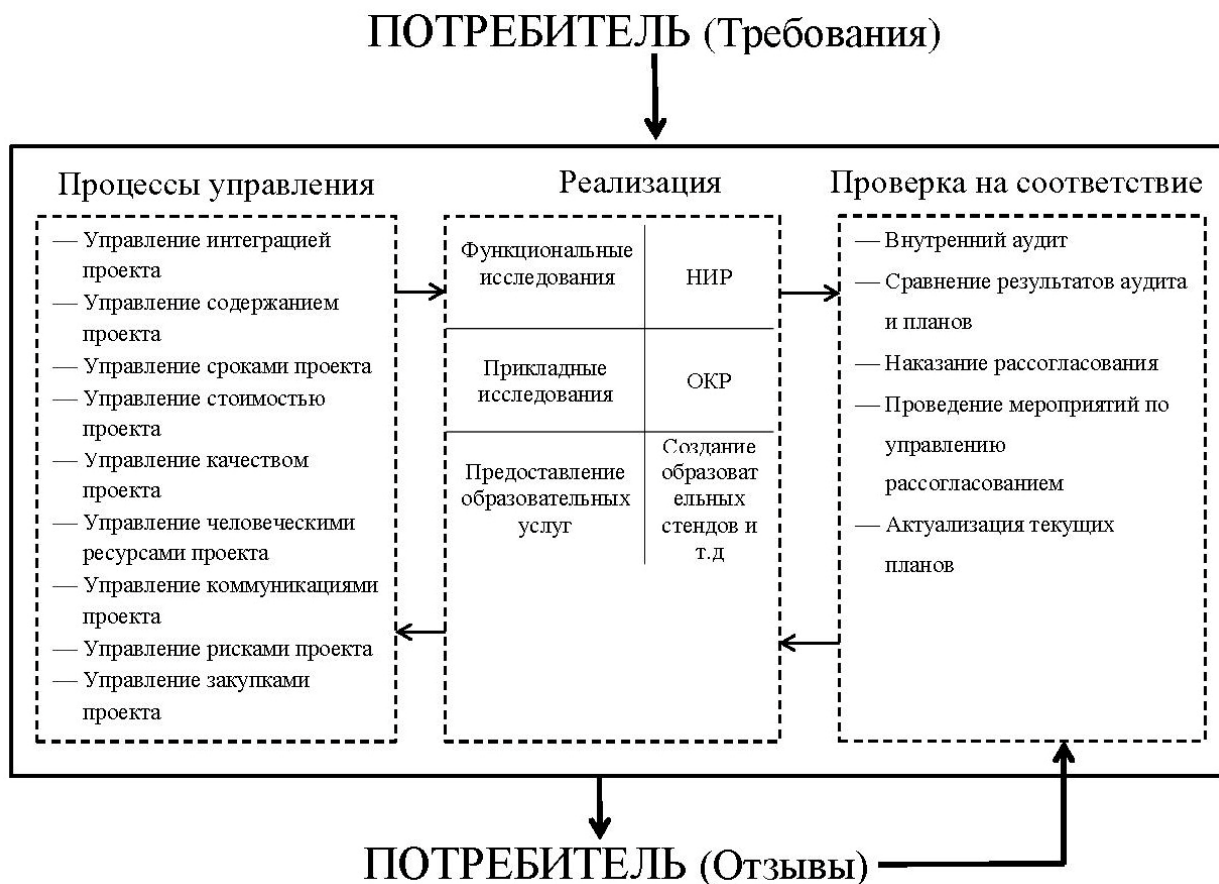 ПОТРЕБИТЕЛЬ (Требования)
Процессы управления
— Управление интеграцией
проекта
— Управление содержанием
проекта
— Управление сроками проекта
— Управление стоимостью
проекта
— Управление качеством
проекта
— Управление человеческими
ресурсами проекта
— Управление коммуникациями
проекта
— Управление рисками проекта
— Управление закупками
проекта
Реализация
Функциональные
исследования
НИР
Прикладные
исследования
ОКР
Предоставление
образовательных
услуг
Создание
образоват
ельных
стендов и
т.д
Проверка на соответствие
— Внутренний аудит
— Сравнение результатов аудита
и планов
— Наказание рассогласования
— Проведение мероприятий по
управлению
рассогласованием
— Актуализация текущих
планов
ПОТРЕБИТЕЛЬ (Отзывы)